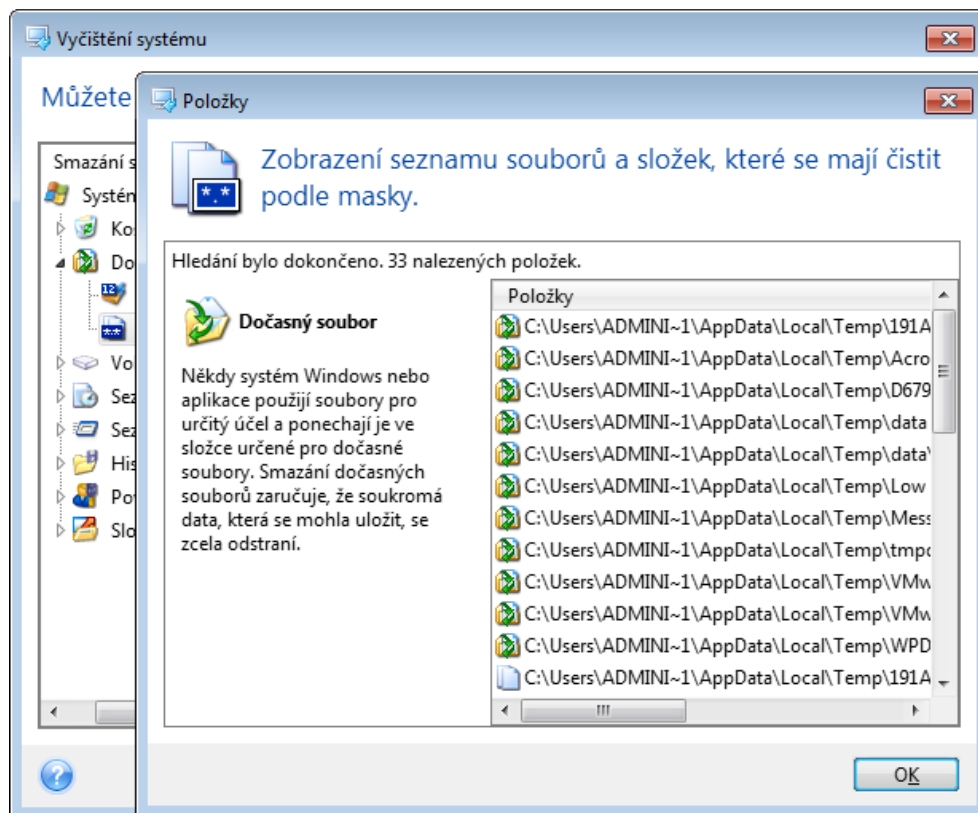 Vyčištění systému
Můžete
Položky
Zobrazení seznamu souborů a složek, které se mají čistit
podle masky.
Smazání s
Systém
Ko
Do
Vo
Sez
Sez
His
Po
Slo
Hledání bylo dokončeno. 33 nalezených položek.
Dočasný soubor
Někdy systém Windows nebo
aplikace použijí soubory pro
určitý účel a ponechají je ve
složce určené pro dočasné
soubory. Smazání dočasných
souborů zaručuje, že soukromá
data, která se mohla uložit, se
zcela odstraní.
Položky
C:\Users\ADMINI~1\AppData\Local\Temp\191A
C:\Users\ADMINI~1\AppData\Local\Temp\Acro
C:\Users\ADMINI~1\AppData\Local\Temp\D679
C:\Users\ADMINI~1\AppData\Local\Temp\data
C:\Users\ADMINI~1\AppData\Local\Temp\data\
C:\Users\ADMINI~1\AppData\Local\Temp\Low
C:\Users\ADMINI~1\AppData\Local\Temp\Mess
C:\Users\ADMINI~1\AppData\Local\Temp\tmp
C:\Users\ADMINI~1\AppData\Local\Temp\VMw
C:\Users\ADMINI~1\AppData\Local\Temp\VMw
C:\Users\ADMINI~1\AppData\Local\Temp\WPD
C:\Users\ADMINI~1\AppData\Local\Temp\191A
OK